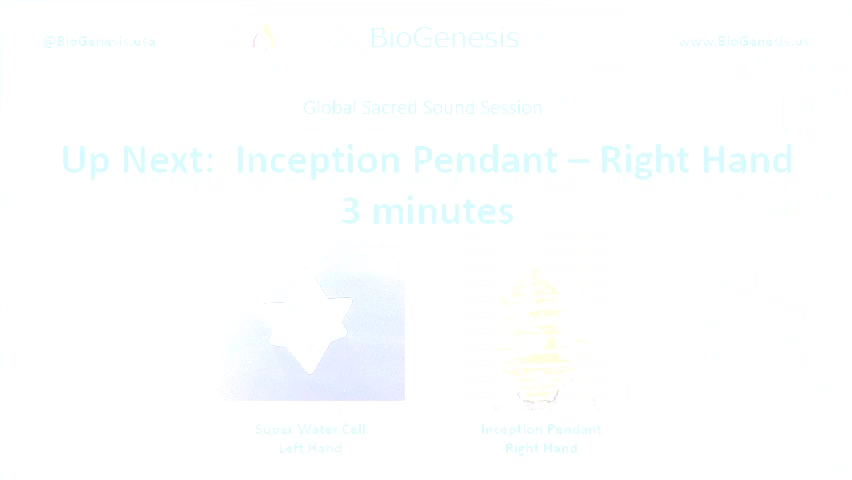 @BioGenesis.usa
BioGenesis
www.BioGenesis.us
Global Sacred Sound Session
Up Next: Inception Pendant – Right Hand
3 minutes
Super Water Cell
Left Hand
Inception Pendant
Right Hand